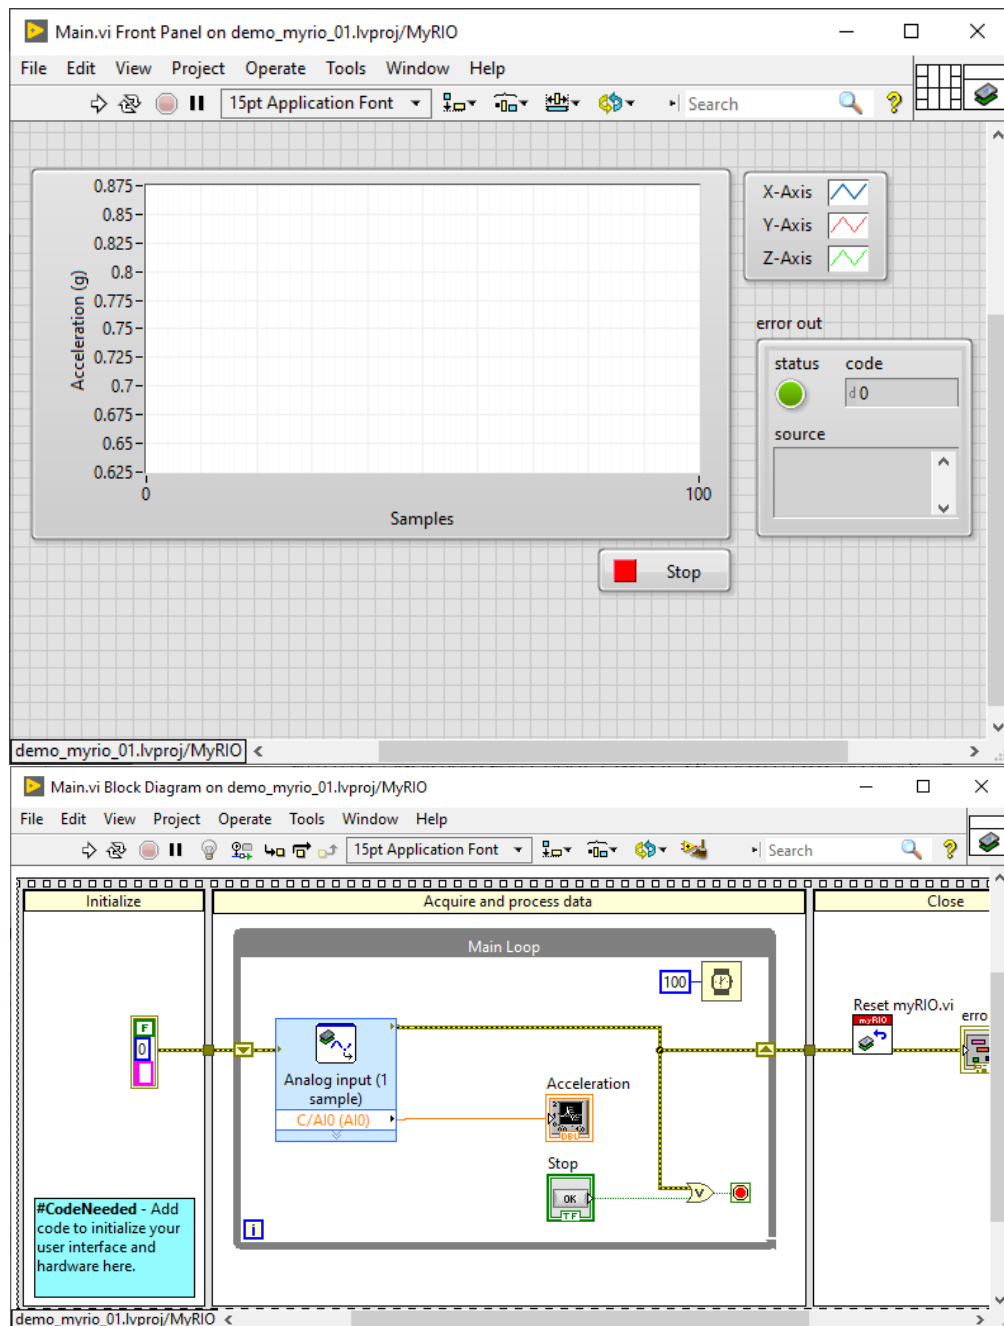 Main.vi Front Panel on demo_myrio_01.lvproj/MyRIO
File Edit View Project Operate Tools Window Help
15pt Application Font
Search
0.875
0.85
0.825
0.8
0.775
0.75
0.725
0.7
0.675
0.65
0.625
Acceleration (g)
0 100
Samples
X-Axis
Y-Axis
Z-Axis
error out
status code
d 0
source
Stop
demo_myrio_01.lvproj/MyRIO
Main.vi Block Diagram on demo_myrio_01.lvproj/MyRIO
File Edit View Project Operate Tools Window Help
15pt Application Font
Search
Initialize
Acquire and process data
Close
Main Loop
100
F
0
Analog input (1
sample)
C/AI0 (AI0)
Acceleration
DBL
Stop
OK
TF
V
i
Reset myRIO.vi
myRIO
erro
#CodeNeeded - Add
code to initialize your
user interface and
hardware here.
demo_myrio_01.lvproj/MyRIO